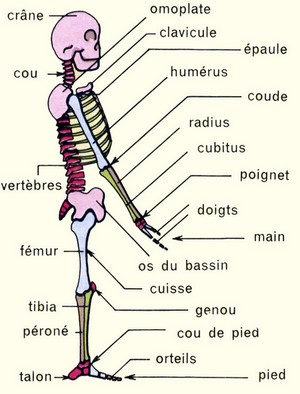 crâne
omoplate
clavicule
épaule
cou
humérus
coude
radius
cubitus
poignet
vertèbres
doigts
main
os du bassin
fémur
cuisse
tibia
genou
péroné
cou de pied
orteils
talon
pied